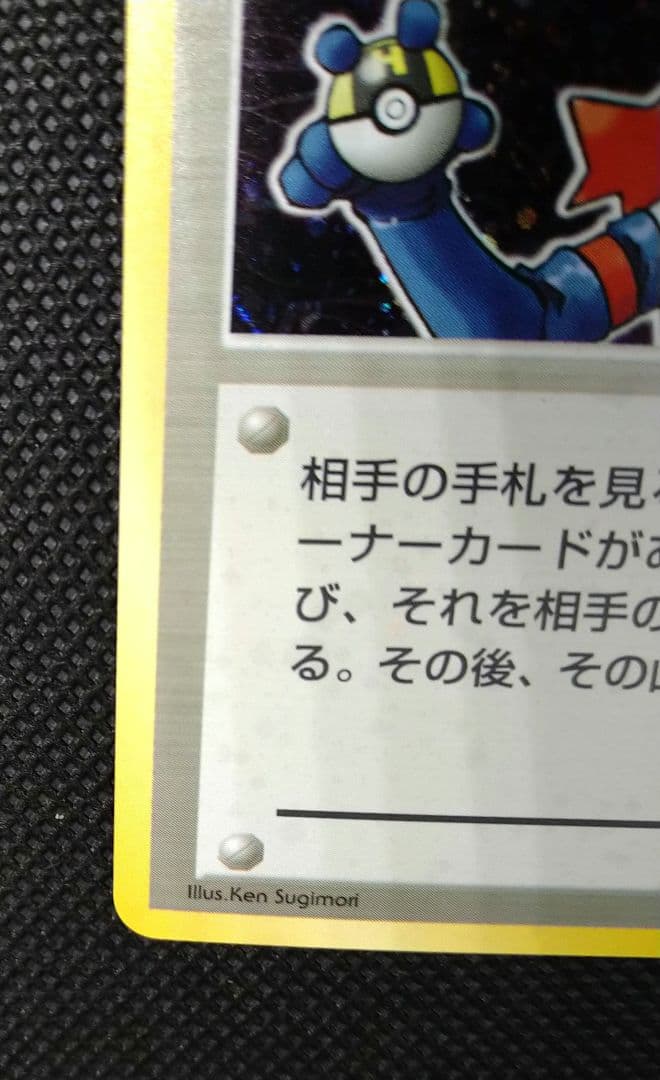 相手の手札を見
ーナーカードが
び、それを相手の
る。その後、その
Illus.Ken Sugimori